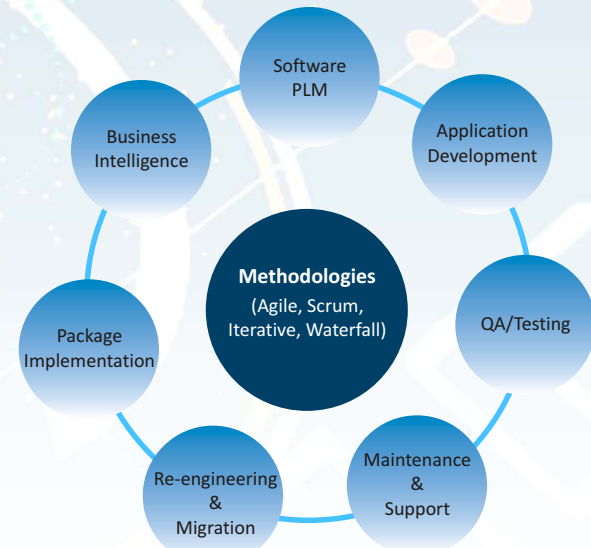 Software
PLM
Application
Development
QA/Testing
Maintenance
&
Support
Re-engineering
&
Migration
Package
Implementation
Business
Intelligence
Methodologies
(Agile, Scrum,
Iterative, Waterfall)